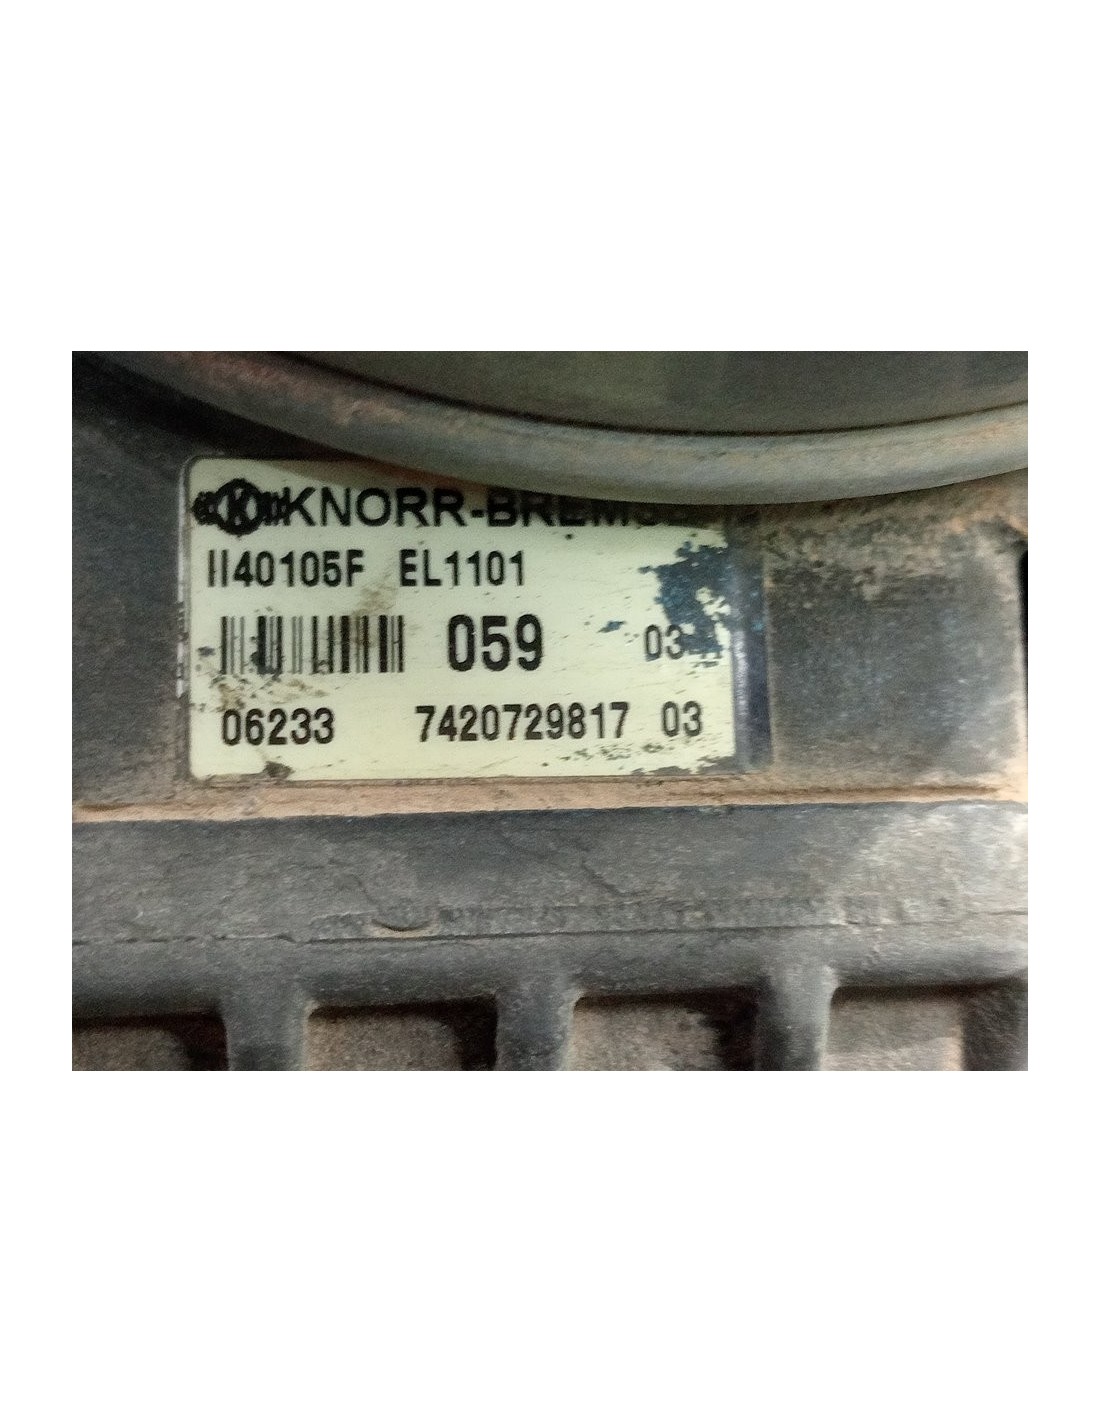 KNORR-BREMSE
II40105F EL1101
059 03
06233 7420729817 03